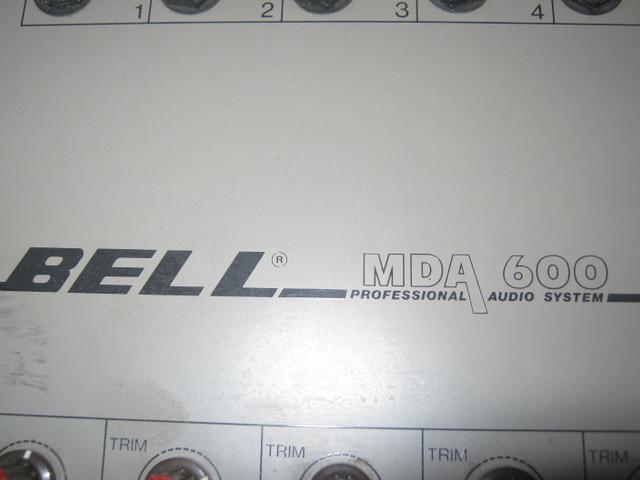 1 2 3 4
BELL® MDA 600
PROFESSIONAL AUDIO SYSTEM
TRIM TRIM TRIM TRIM